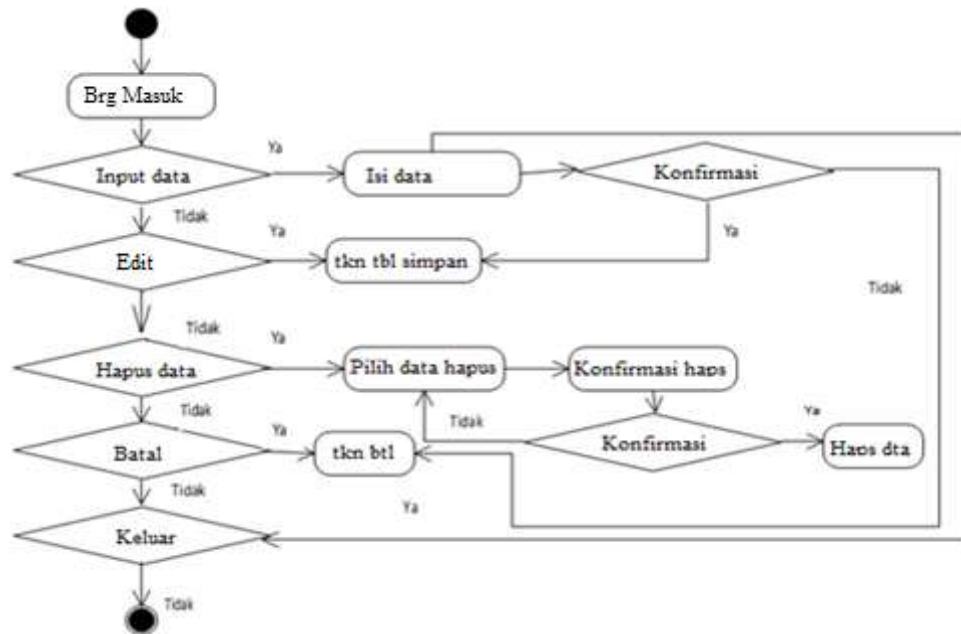 Brg Masuk
Ya
Input data
Isi data
Konfirmasi
Tidak
Ya
Ya
Edit
tkn tbl simpan
Tidak
Tidak
Ya
Hapus data
Pilih data hapus
Konfirmasi haps
Tidak
Ya
Tidak
Ya
Batal
tkn btl
Konfirmasi
Haps dta
Tidak
Ya
Keluar
Tidak